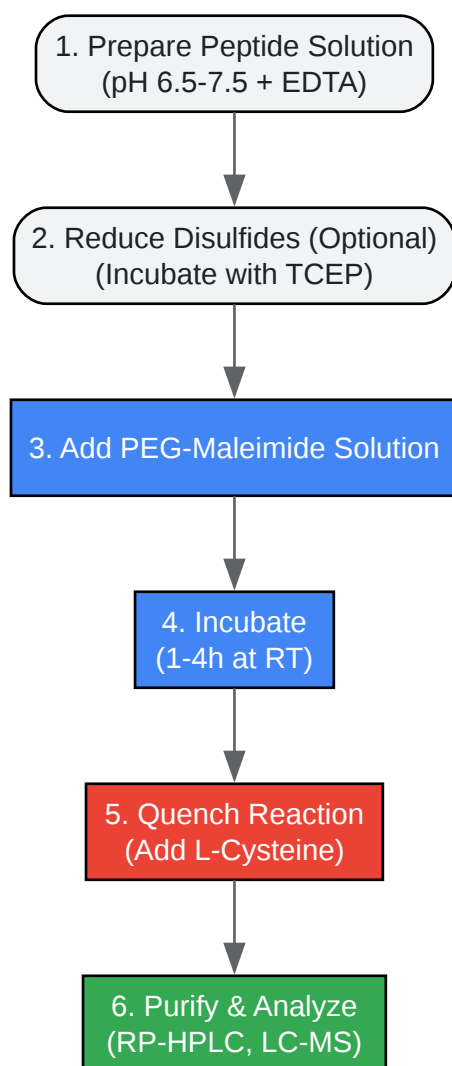 1. Prepare Peptide Solution
(pH 6.5-7.5 + EDTA)
2. Reduce Disulfides (Optional)
(Incubate with TCEP)
3. Add PEG-Maleimide Solution
4. Incubate
(1-4h at RT)
5. Quench Reaction
(Add L-Cysteine)
6. Purify & Analyze
(RP-HPLC, LC-MS)